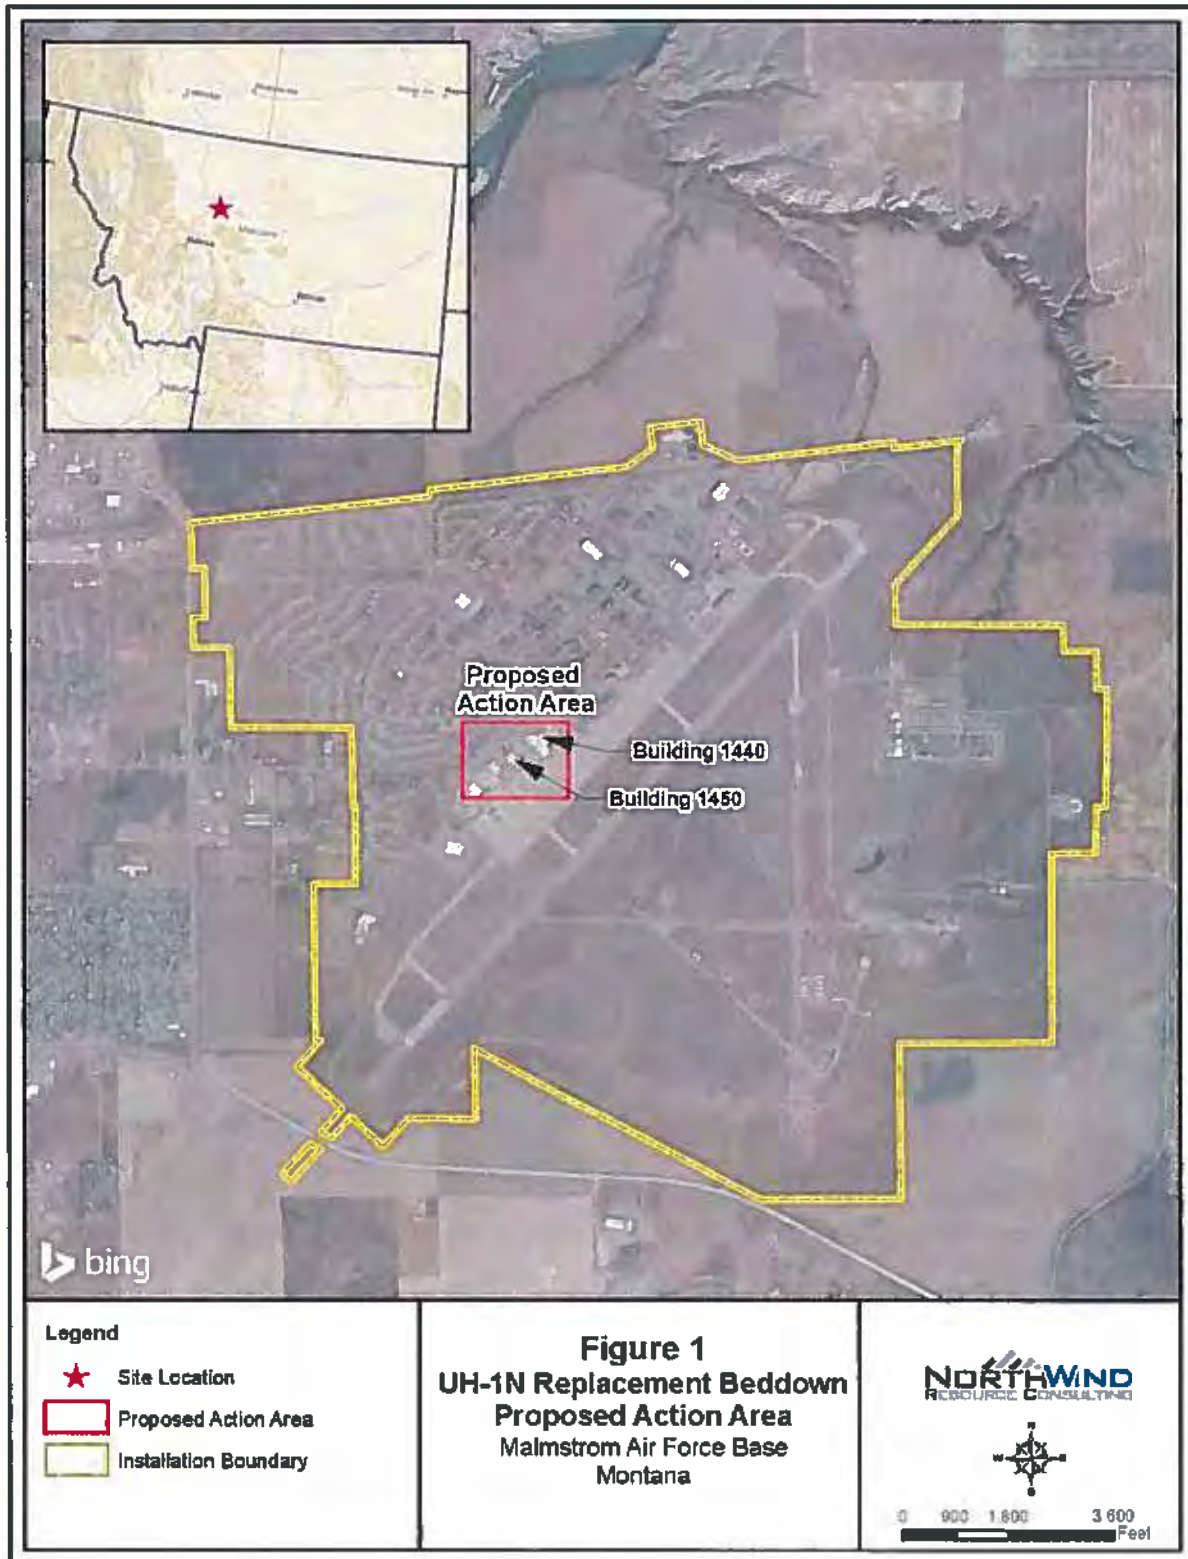 Proposed
Action Area
Building 1440
Building 1450
bing
Legend
Site Location
Proposed Action Area
Installation Boundary
Figure 1
UH-1N Replacement Beddown
Proposed Action Area
Malmstrom Air Force Base
Montana
NORTHWIND
RESOURCE CONSULTING
N
W E
S
0 900 1,800 3,600
Feet